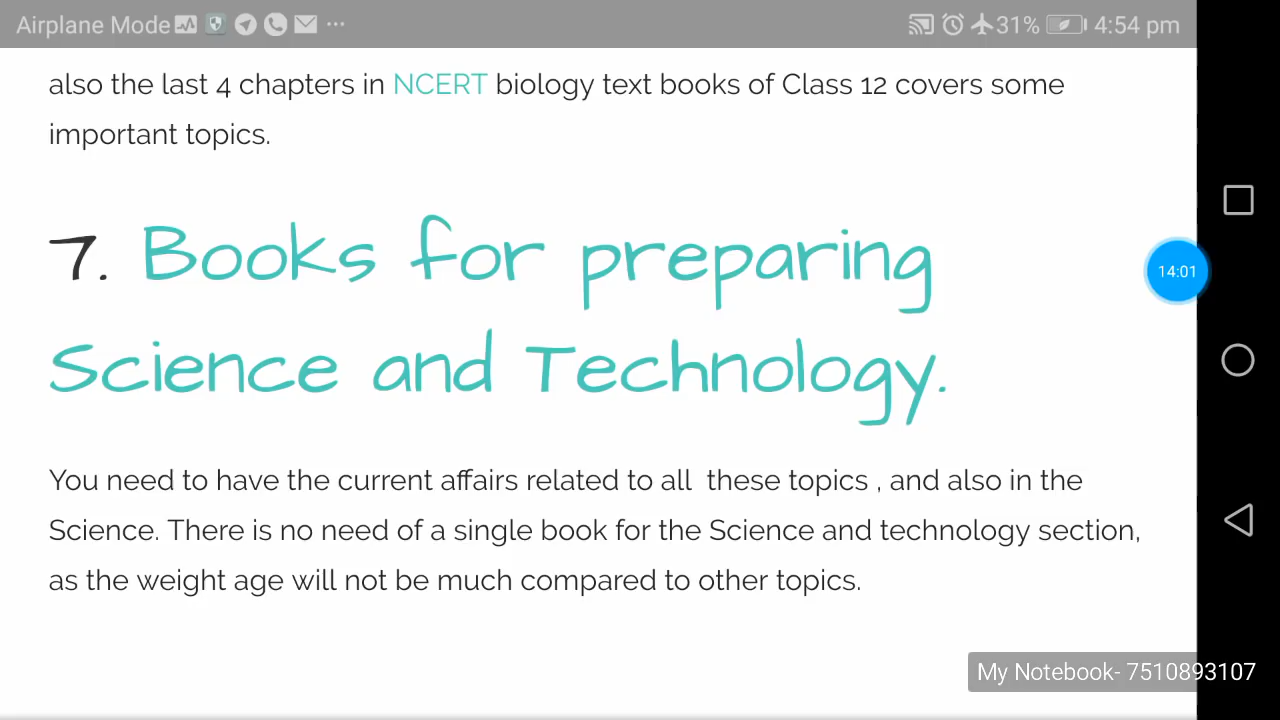 Airplane Mode ... 31% 4:54 pm
also the last 4 chapters in NCERT biology text books of Class 12 covers some
important topics.
7. Books for preparing
14:01
Science and Technology.
You need to have the current affairs related to all  these topics , and also in the
Science. There is no need of a single book for the Science and technology section,
as the weight age will not be much compared to other topics.
My Notebook- 7510893107